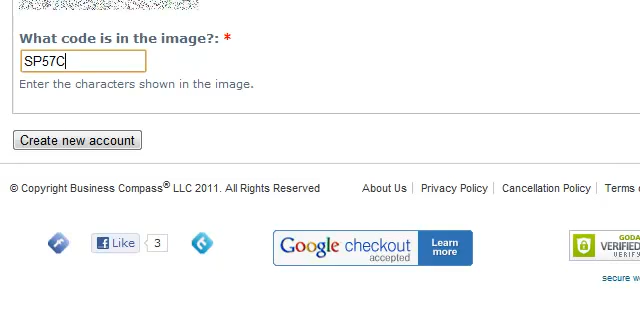 What code is in the image?: *
SP57C
Enter the characters shown in the image.
Create new account
© Copyright Business Compass® LLC 2011. All Rights Reserved
About Us | Privacy Policy | Cancellation Policy | Terms
Like 3
Google checkout
accepted
Learn
more
GODA
VERIFIED
VERIFY
secure we